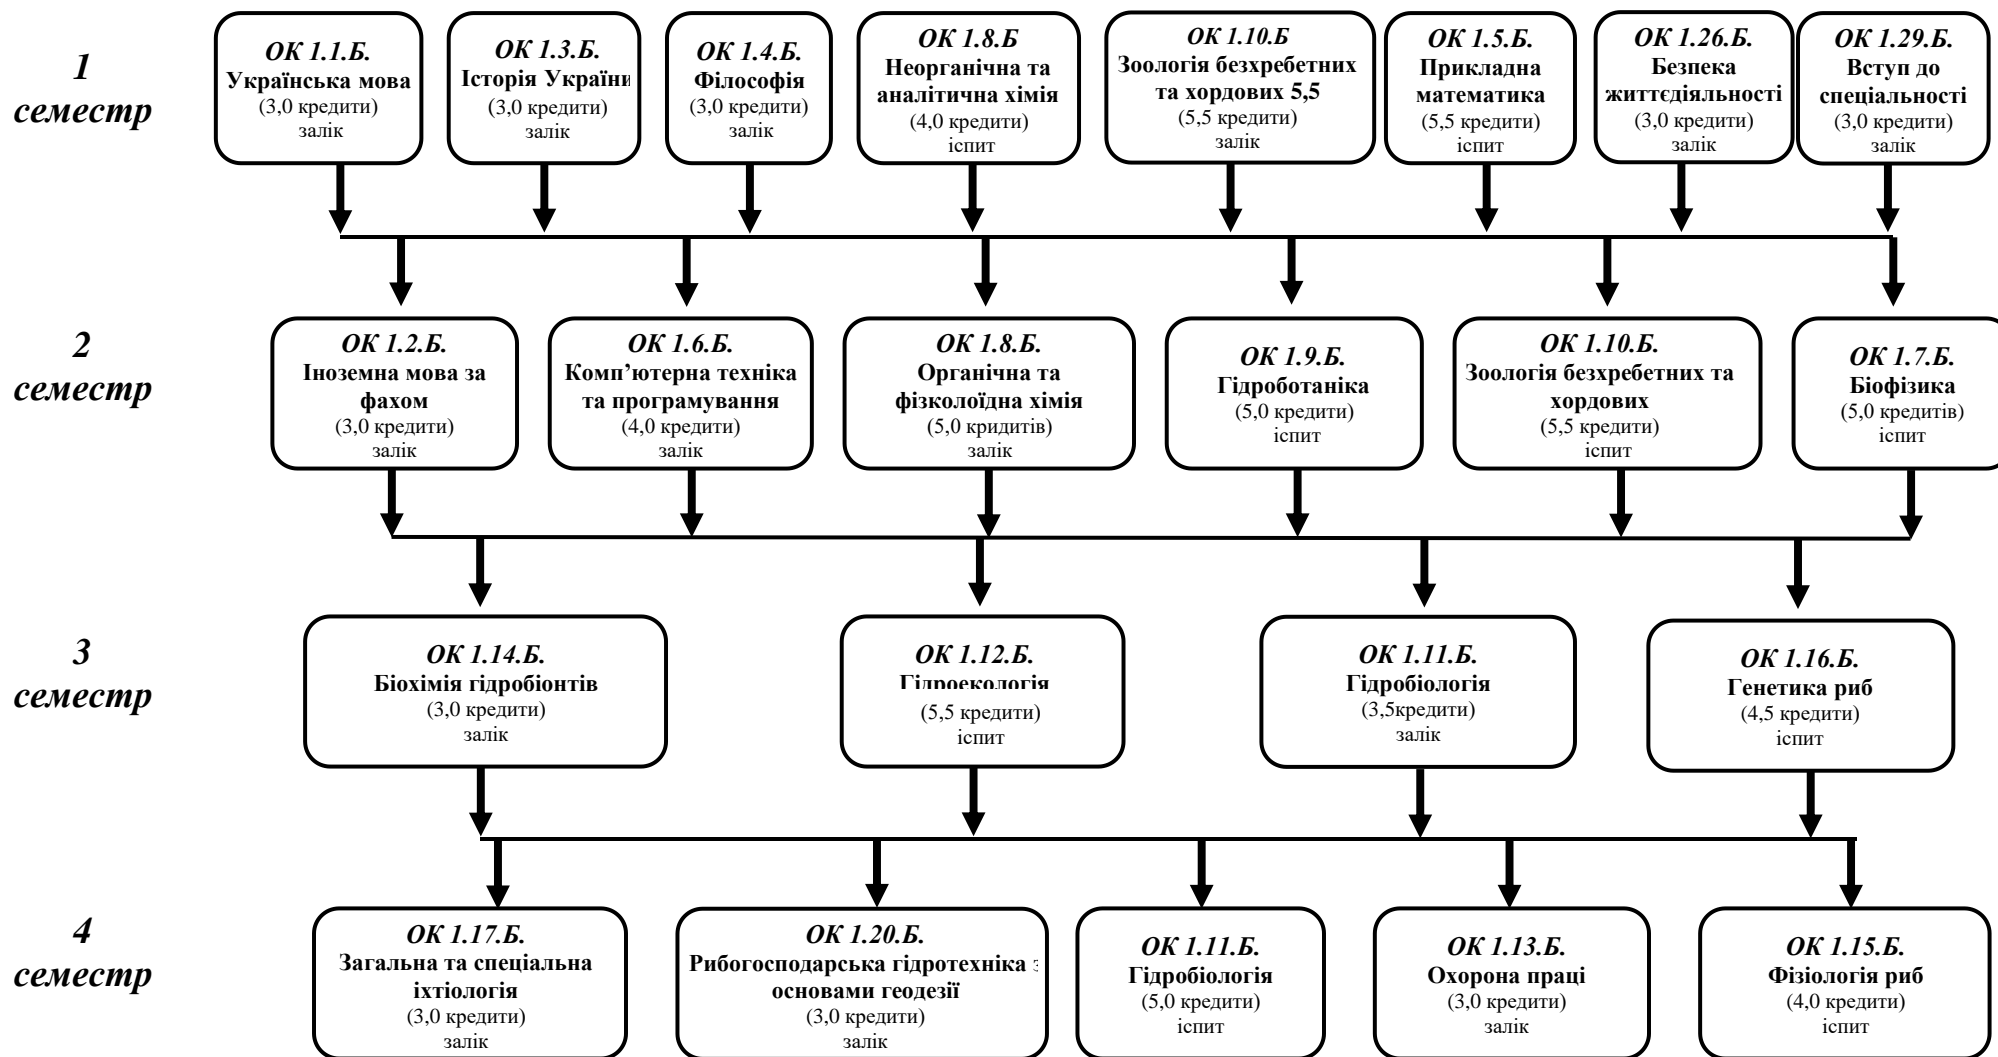 1
семестр
ОК 1.1.Б.
Українська мова
(3,0 кредити)
залік
ОК 1.3.Б.
Історія України
(3,0 кредити)
залік
ОК 1.4.Б.
Філософія
(3,0 кредити)
залік
ОК 1.8.Б
Неорганічна та
аналітична хімія
(4,0 кредити)
іспит
ОК 1.10.Б
Зоологія безхребетних
та хордових 5,5
(5,5 кредити)
залік
ОК 1.5.Б.
Прикладна
математика
(5,5 кредити)
іспит
ОК 1.26.Б.
Безпека
життєдіяльності
(3,0 кредити)
залік
ОК 1.29.Б.
Вступ до
спеціальності
(3,0 кредити)
залік
2
семестр
ОК 1.2.Б.
Іноземна мова за
фахом
(3,0 кредити)
залік
ОК 1.6.Б.
Комп’ютерна техніка
та програмування
(4,0 кредити)
залік
ОК 1.8.Б.
Органічна та
фізколоїдна хімія
(5,0 кридитів)
залік
ОК 1.9.Б.
Гідроботаніка
(5,0 кредити)
іспит
ОК 1.10.Б.
Зоологія безхребетних та
хордових
(5,5 кредити)
іспит
ОК 1.7.Б.
Біофізика
(5,0 кредитів)
іспит
3
семестр
ОК 1.14.Б.
Біохімія гідробіонтів
(3,0 кредити)
залік
ОК 1.12.Б.
Гідроекологія
(5,5 кредити)
іспит
ОК 1.11.Б.
Гідробіологія
(3,5кредити)
залік
ОК 1.16.Б.
Генетика риб
(4,5 кредити)
іспит
4
семестр
ОК 1.17.Б.
Загальна та спеціальна
іхтіологія
(3,0 кредити)
залік
ОК 1.20.Б.
Рибогосподарська гідротехніка з
основами геодезії
(3,0 кредити)
залік
ОК 1.11.Б.
Гідробіологія
(5,0 кредити)
іспит
ОК 1.13.Б.
Охорона праці
(3,0 кредити)
залік
ОК 1.15.Б.
Фізіологія риб
(4,0 кредити)
іспит